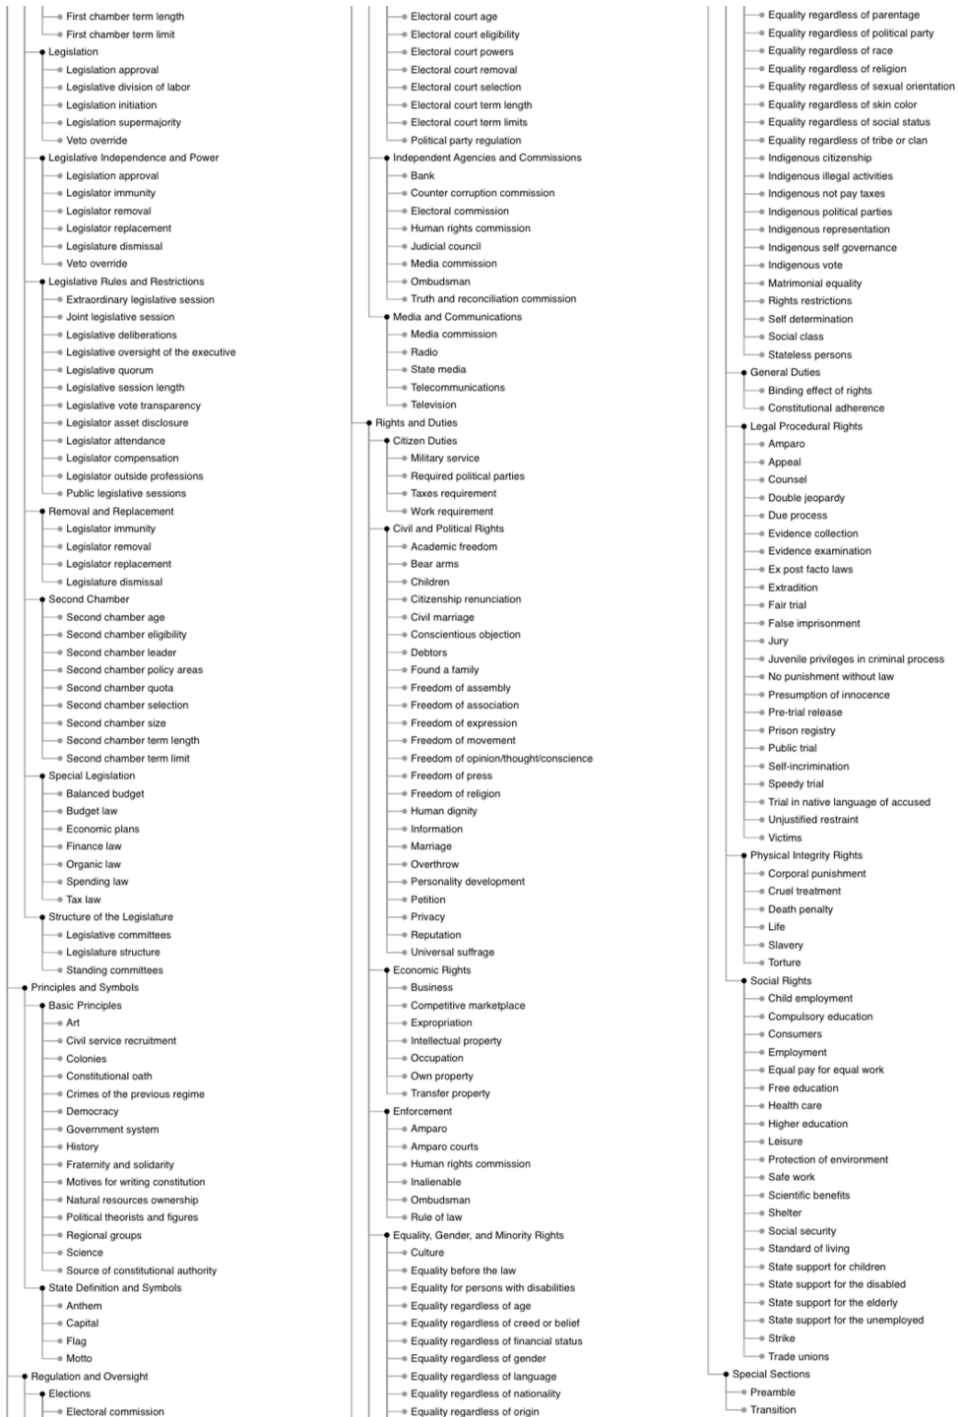 First chamber term length
First chamber term limit
Legislation
Legislation approval
Legislative division of labor
Legislation initiation
Legislation supermajority
Veto override
Legislative Independence and Power
Legislation approval
Legislator immunity
Legislator removal
Legislator replacement
Legislature dismissal
Veto override
Legislative Rules and Restrictions
Extraordinary legislative session
Joint legislative session
Legislative deliberations
Legislative oversight of the executive
Legislative quorum
Legislative session length
Legislative vote transparency
Legislator asset disclosure
Legislator attendance
Legislator compensation
Legislator outside professions
Public legislative sessions
Removal and Replacement
Legislator immunity
Legislator removal
Legislator replacement
Legislature dismissal
Second Chamber
Second chamber age
Second chamber eligibility
Second chamber leader
Second chamber policy areas
Second chamber quota
Second chamber selection
Second chamber size
Second chamber term length
Second chamber term limit
Special Legislation
Balanced budget
Budget law
Economic plans
Finance law
Organic law
Spending law
Tax law
Structure of the Legislature
Legislative committees
Legislature structure
Standing committees
Principles and Symbols
Basic Principles
Art
Civil service recruitment
Colonies
Constitutional oath
Crimes of the previous regime
Democracy
Government system
History
Fraternity and solidarity
Motives for writing constitution
Natural resources ownership
Political theorists and figures
Regional groups
Science
Source of constitutional authority
State Definition and Symbols
Anthem
Capital
Flag
Motto
Regulation and Oversight
Elections
Electoral commission
Electoral court age
Electoral court eligibility
Electoral court powers
Electoral court removal
Electoral court selection
Electoral court term length
Electoral court term limits
Political party regulation
Independent Agencies and Commissions
Bank
Counter corruption commission
Electoral commission
Human rights commission
Judicial council
Media commission
Ombudsman
Truth and reconciliation commission
Media and Communications
Media commission
Radio
State media
Telecommunications
Television
Rights and Duties
Citizen Duties
Military service
Required political parties
Taxes requirement
Work requirement
Civil and Political Rights
Academic freedom
Bear arms
Children
Citizenship renunciation
Civil marriage
Conscientious objection
Debtors
Found a family
Freedom of assembly
Freedom of association
Freedom of expression
Freedom of movement
Freedom of opinion/thought/conscience
Freedom of press
Freedom of religion
Human dignity
Information
Marriage
Overthrow
Personality development
Petition
Privacy
Reputation
Universal suffrage
Economic Rights
Business
Competitive marketplace
Expropriation
Intellectual property
Occupation
Own property
Transfer property
Enforcement
Amparo
Amparo courts
Human rights commission
Inalienable
Ombudsman
Rule of law
Equality, Gender, and Minority Rights
Culture
Equality before the law
Equality for persons with disabilities
Equality regardless of age
Equality regardless of creed or belief
Equality regardless of financial status
Equality regardless of gender
Equality regardless of language
Equality regardless of nationality
Equality regardless of origin
Equality regardless of parentage
Equality regardless of political party
Equality regardless of race
Equality regardless of religion
Equality regardless of sexual orientation
Equality regardless of skin color
Equality regardless of social status
Equality regardless of tribe or clan
Indigenous citizenship
Indigenous illegal activities
Indigenous not pay taxes
Indigenous political parties
Indigenous representation
Indigenous self governance
Indigenous vote
Matrimonial equality
Rights restrictions
Self determination
Social class
Stateless persons
General Duties
Binding effect of rights
Constitutional adherence
Legal Procedural Rights
Amparo
Appeal
Counsel
Double jeopardy
Due process
Evidence collection
Evidence examination
Ex post facto laws
Extradition
Fair trial
False imprisonment
Jury
Juvenile privileges in criminal process
No punishment without law
Presumption of innocence
Pre-trial release
Prison registry
Public trial
Self-incrimination
Speedy trial
Trial in native language of accused
Unjustified restraint
Victims
Physical Integrity Rights
Corporal punishment
Cruel treatment
Death penalty
Life
Slavery
Torture
Social Rights
Child employment
Compulsory education
Consumers
Employment
Equal pay for equal work
Free education
Health care
Higher education
Leisure
Protection of environment
Safe work
Scientific benefits
Shelter
Social security
Standard of living
State support for children
State support for the disabled
State support for the elderly
State support for the unemployed
Strike
Trade unions
Special Sections
Preamble
Transition